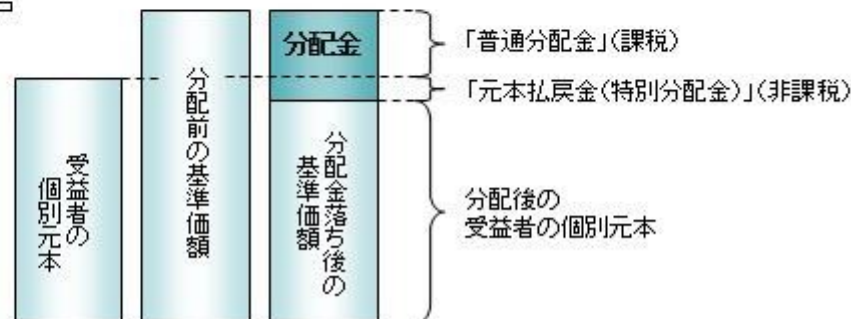 受益者の
個別元本
分配前の基準価額
分配金
分配金落ち後の
基準価額
「普通分配金」(課税)
「元本払戻金(特別分配金)」(非課税)
分配後の
受益者の個別元本